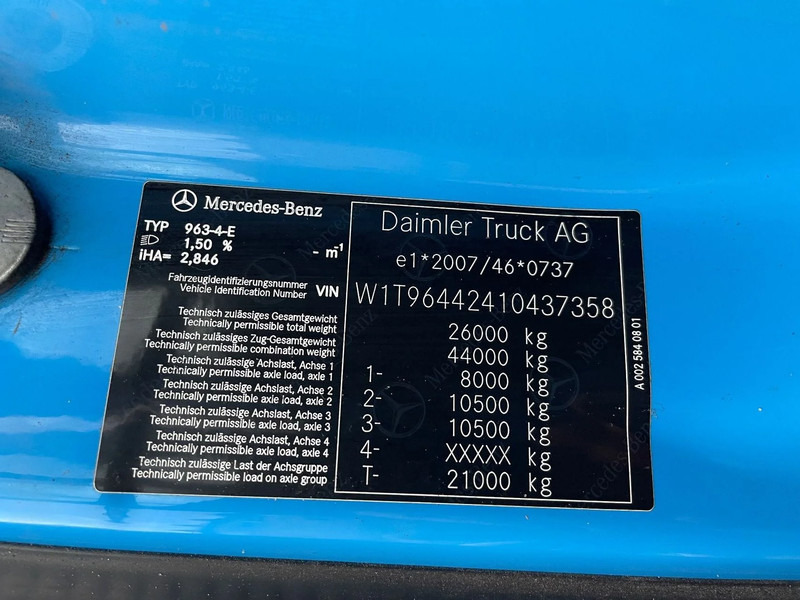 Mercedes-Benz
TYP 963-4-E
1,50 % - m⁻¹
iHA= 2,846
Fahrzeugidentifizierungsnummer
Vehicle Identification Number VIN
Technisch zulässiges Gesamtgewicht
Technically permissible total weight
Technisch zulässiges Zug-Gesamtgewicht
Technically permissible combination weight
Technisch zulässige Achslast, Achse 1
Technically permissible axle load, axle 1
Technisch zulässige Achslast, Achse 2
Technically permissible axle load, axle 2
Technisch zulässige Achslast, Achse 3
Technically permissible axle load, axle 3
Technisch zulässige Achslast, Achse 4
Technically permissible axle load, axle 4
Technisch zulässige Last der Achsgruppe
Technically permissible load on axle group
Daimler Truck AG
e1*2007/46*0737
W1T96442410437358
26000 kg
44000 kg
1- 8000 kg
2- 10500 kg
3- 10500 kg
4- XXXXX kg
T- 21000 kg
A 002 584 08 01